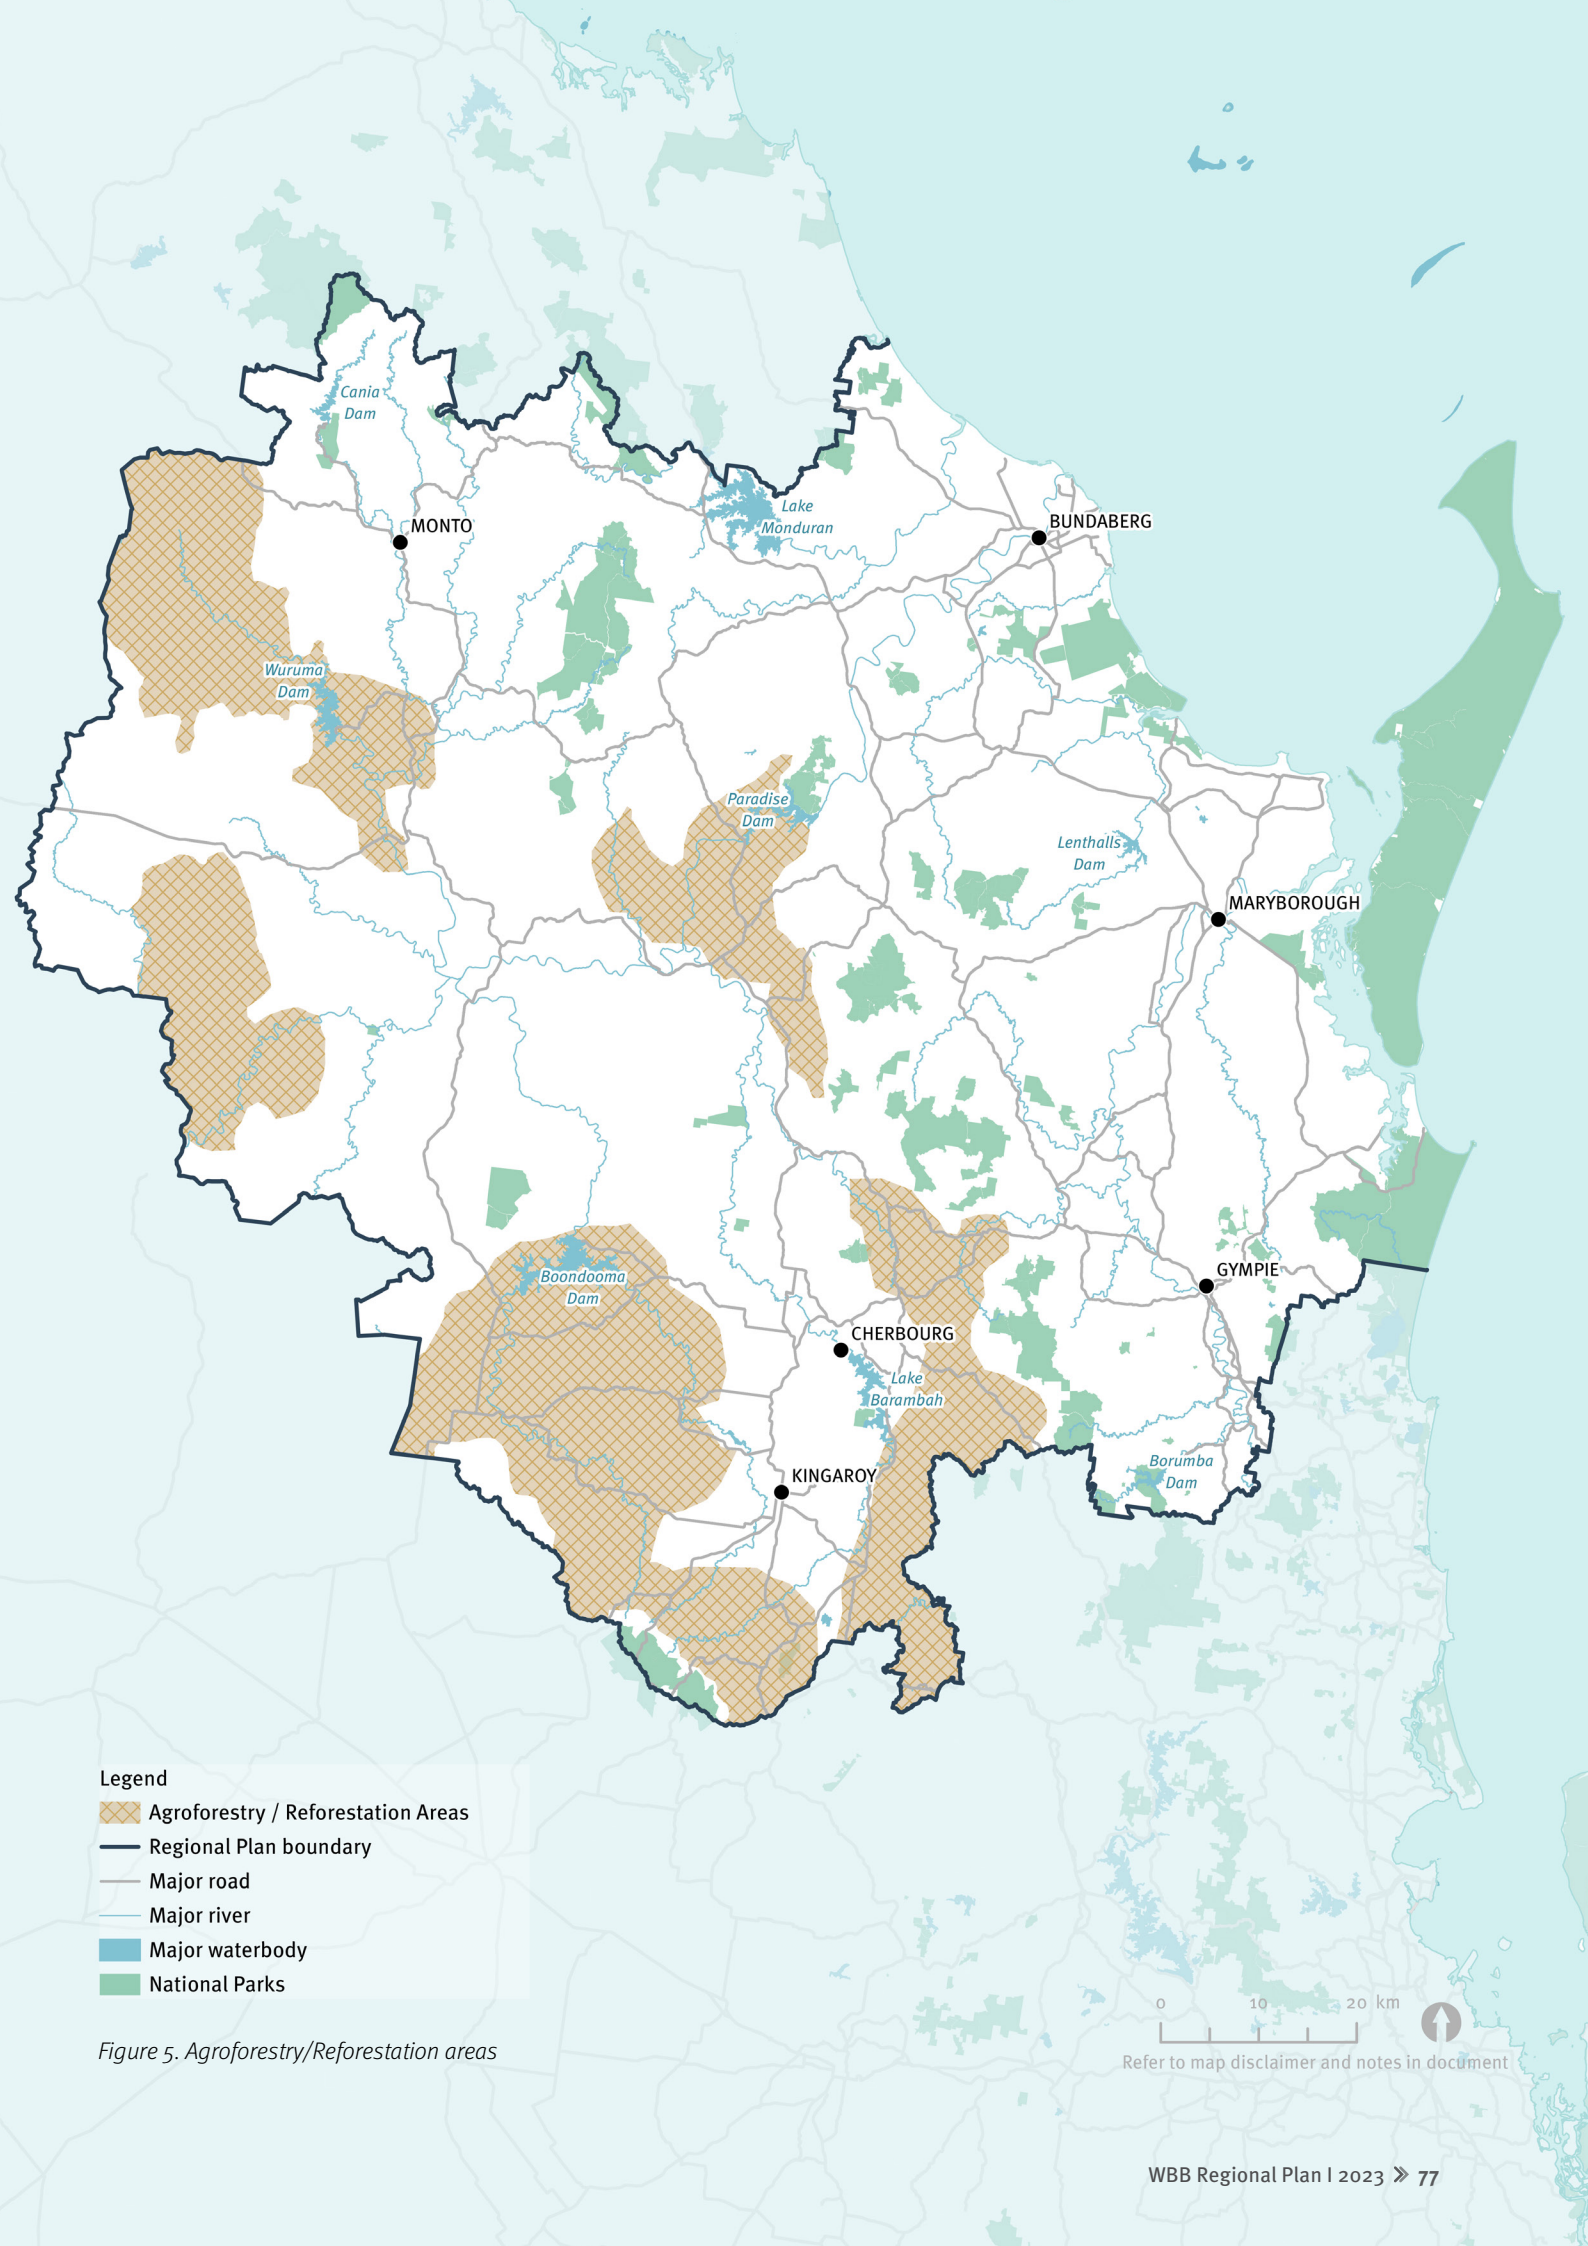 Cania
Dam
MONTO
Lake
Monduran
BUNDABERG
Wuruma
Dam
Paradise
Dam
Lenthalls
Dam
MARYBOROUGH
Boondooma
Dam
GYMPIE
CHERBOURG
Lake
Barambah
Borumba
Dam
KINGAROY
Legend
Agroforestry / Reforestation Areas
Regional Plan boundary
Major road
Major river
Major waterbody
National Parks
Figure 5. Agroforestry/Reforestation areas
0 10 20 km
Refer to map disclaimer and notes in document
WBB Regional Plan I 2023 » 77